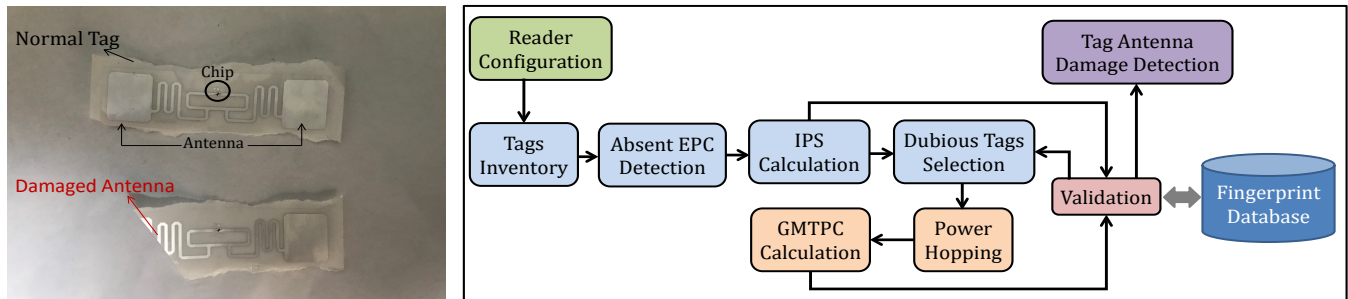 Normal Tag
Chip
Antenna
Damaged Antenna
Reader
Configuration
Tag Antenna
Damage Detection
Tags
Inventory
Absent EPC
Detection
IPS
Calculation
Dubious Tags
Selection
Validation
Fingerprint
Database
GMTPC
Calculation
Power
Hopping